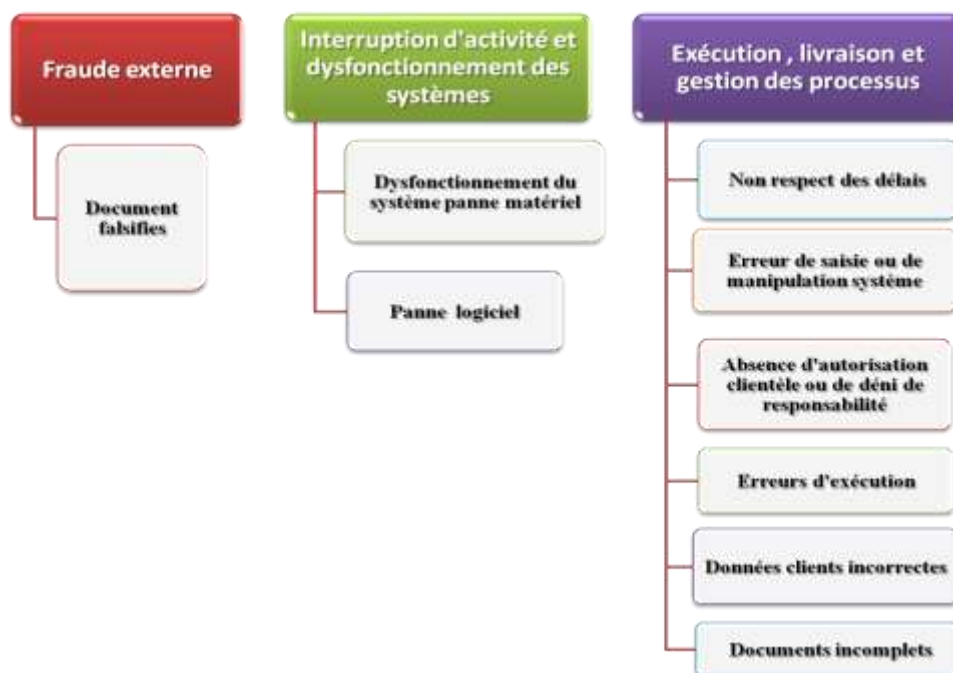 Fraude externe
Document
falsifies
Interruption d'activité et
dysfonctionnement des
systèmes
Dysfonctionnement du
système panne matériel
Panne logiciel
Exécution , livraison et
gestion des processus
Non respect des délais
Erreur de saisie ou de
manipulation système
Absence d'autorisation
clientèle ou de déni de
responsabilité
Erreurs d'exécution
Données clients incorrectes
Documents incomplets